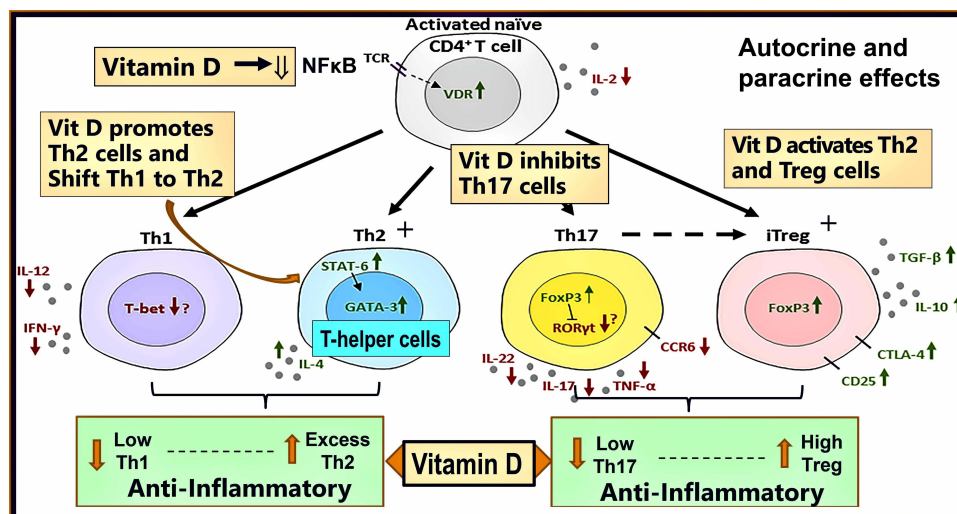 Activated naïve
CD4⁺ T cell
Vitamin D → ⇓ NFκB
TCR
VDR ↑
IL-2 ↓
Autocrine and
paracrine effects
Vit D promotes
Th2 cells and
Shift Th1 to Th2
Vit D inhibits
Th17 cells
Vit D activates Th2
and Treg cells
Th1
Th2 +
Th17
iTreg +
IL-12 ↓
IFN-γ ↓
T-bet ↓?
STAT-6 ↑
GATA-3 ↑
T-helper cells
↑ IL-4
FoxP3 ↑
RORγt ↓?
CCR6 ↓
IL-22 ↓
IL-17 ↓
TNF-α ↓
FoxP3 ↑
TGF-β ↑
IL-10 ↑
CTLA-4 ↑
CD25 ↑
↓ Low ------------- ↑ Excess
Th1 Th2
Anti-Inflammatory
Vitamin D
↓ Low ------------- ↑ High
Th17 Treg
Anti-Inflammatory